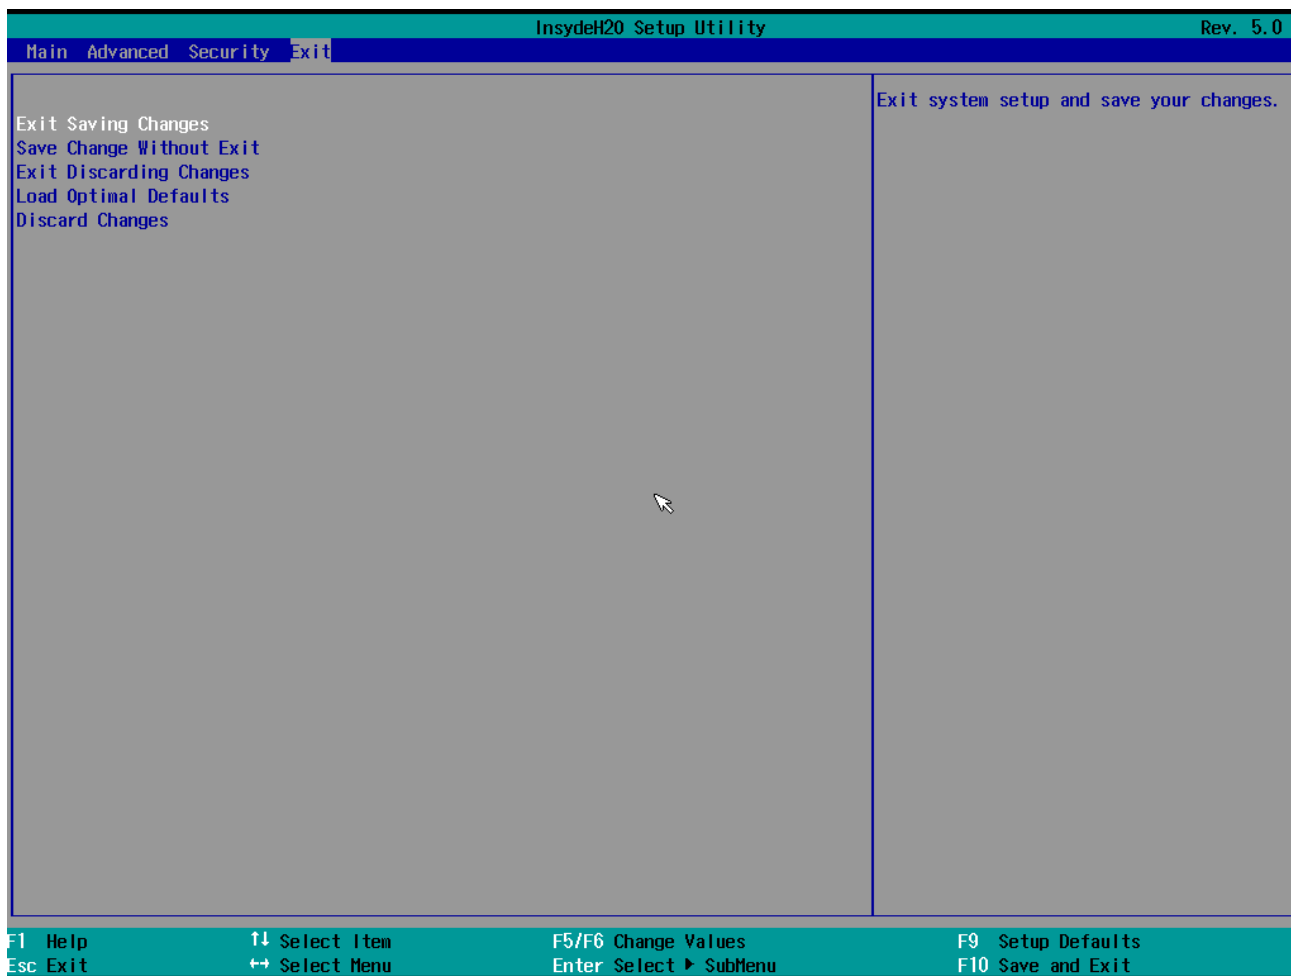 InsydeH20 Setup Utility Rev. 5.0
Main Advanced Security Exit
Exit system setup and save your changes.
Exit Saving Changes
Save Change Without Exit
Exit Discarding Changes
Load Optimal Defaults
Discard Changes
F1 Help ↑↓ Select Item F5/F6 Change Values F9 Setup Defaults
Esc Exit ←→ Select Menu Enter Select ▶ SubMenu F10 Save and Exit